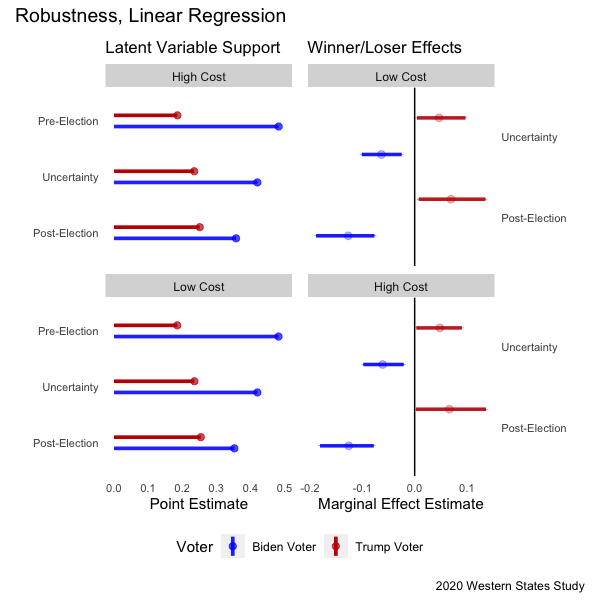 Robustness, Linear Regression
Latent Variable Support
Winner/Loser Effects
High Cost
Low Cost
Pre-Election
Uncertainty
Post-Election
Uncertainty
Post-Election
Low Cost
High Cost
Pre-Election
Uncertainty
Post-Election
Uncertainty
Post-Election
0.0 0.1 0.2 0.3 0.4 0.5
-0.2 -0.1 0.0 0.1
Point Estimate
Marginal Effect Estimate
Voter Biden Voter Trump Voter
2020 Western States Study